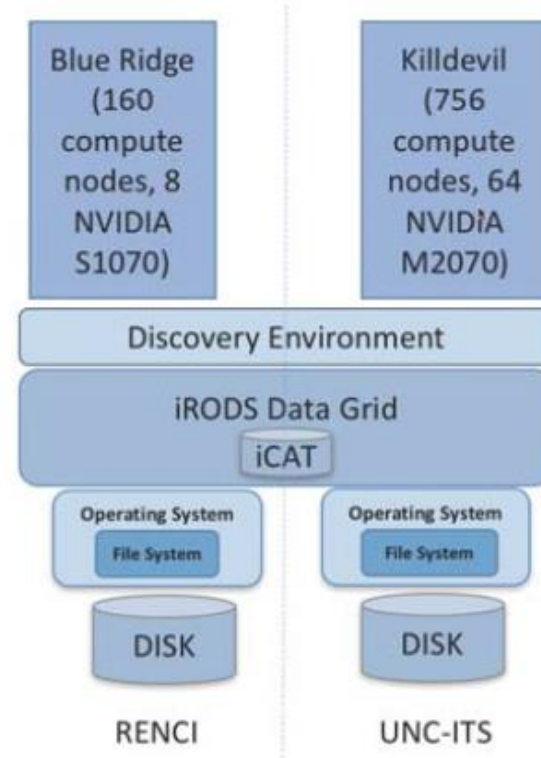 Blue Ridge
(160
compute
nodes, 8
NVIDIA
S1070)
Killdevil
(756
compute
nodes, 64
NVIDIA
M2070)
Discovery Environment
iRODS Data Grid
iCAT
Operating System
File System
Operating System
File System
DISK
DISK
RENCI
UNC-ITS